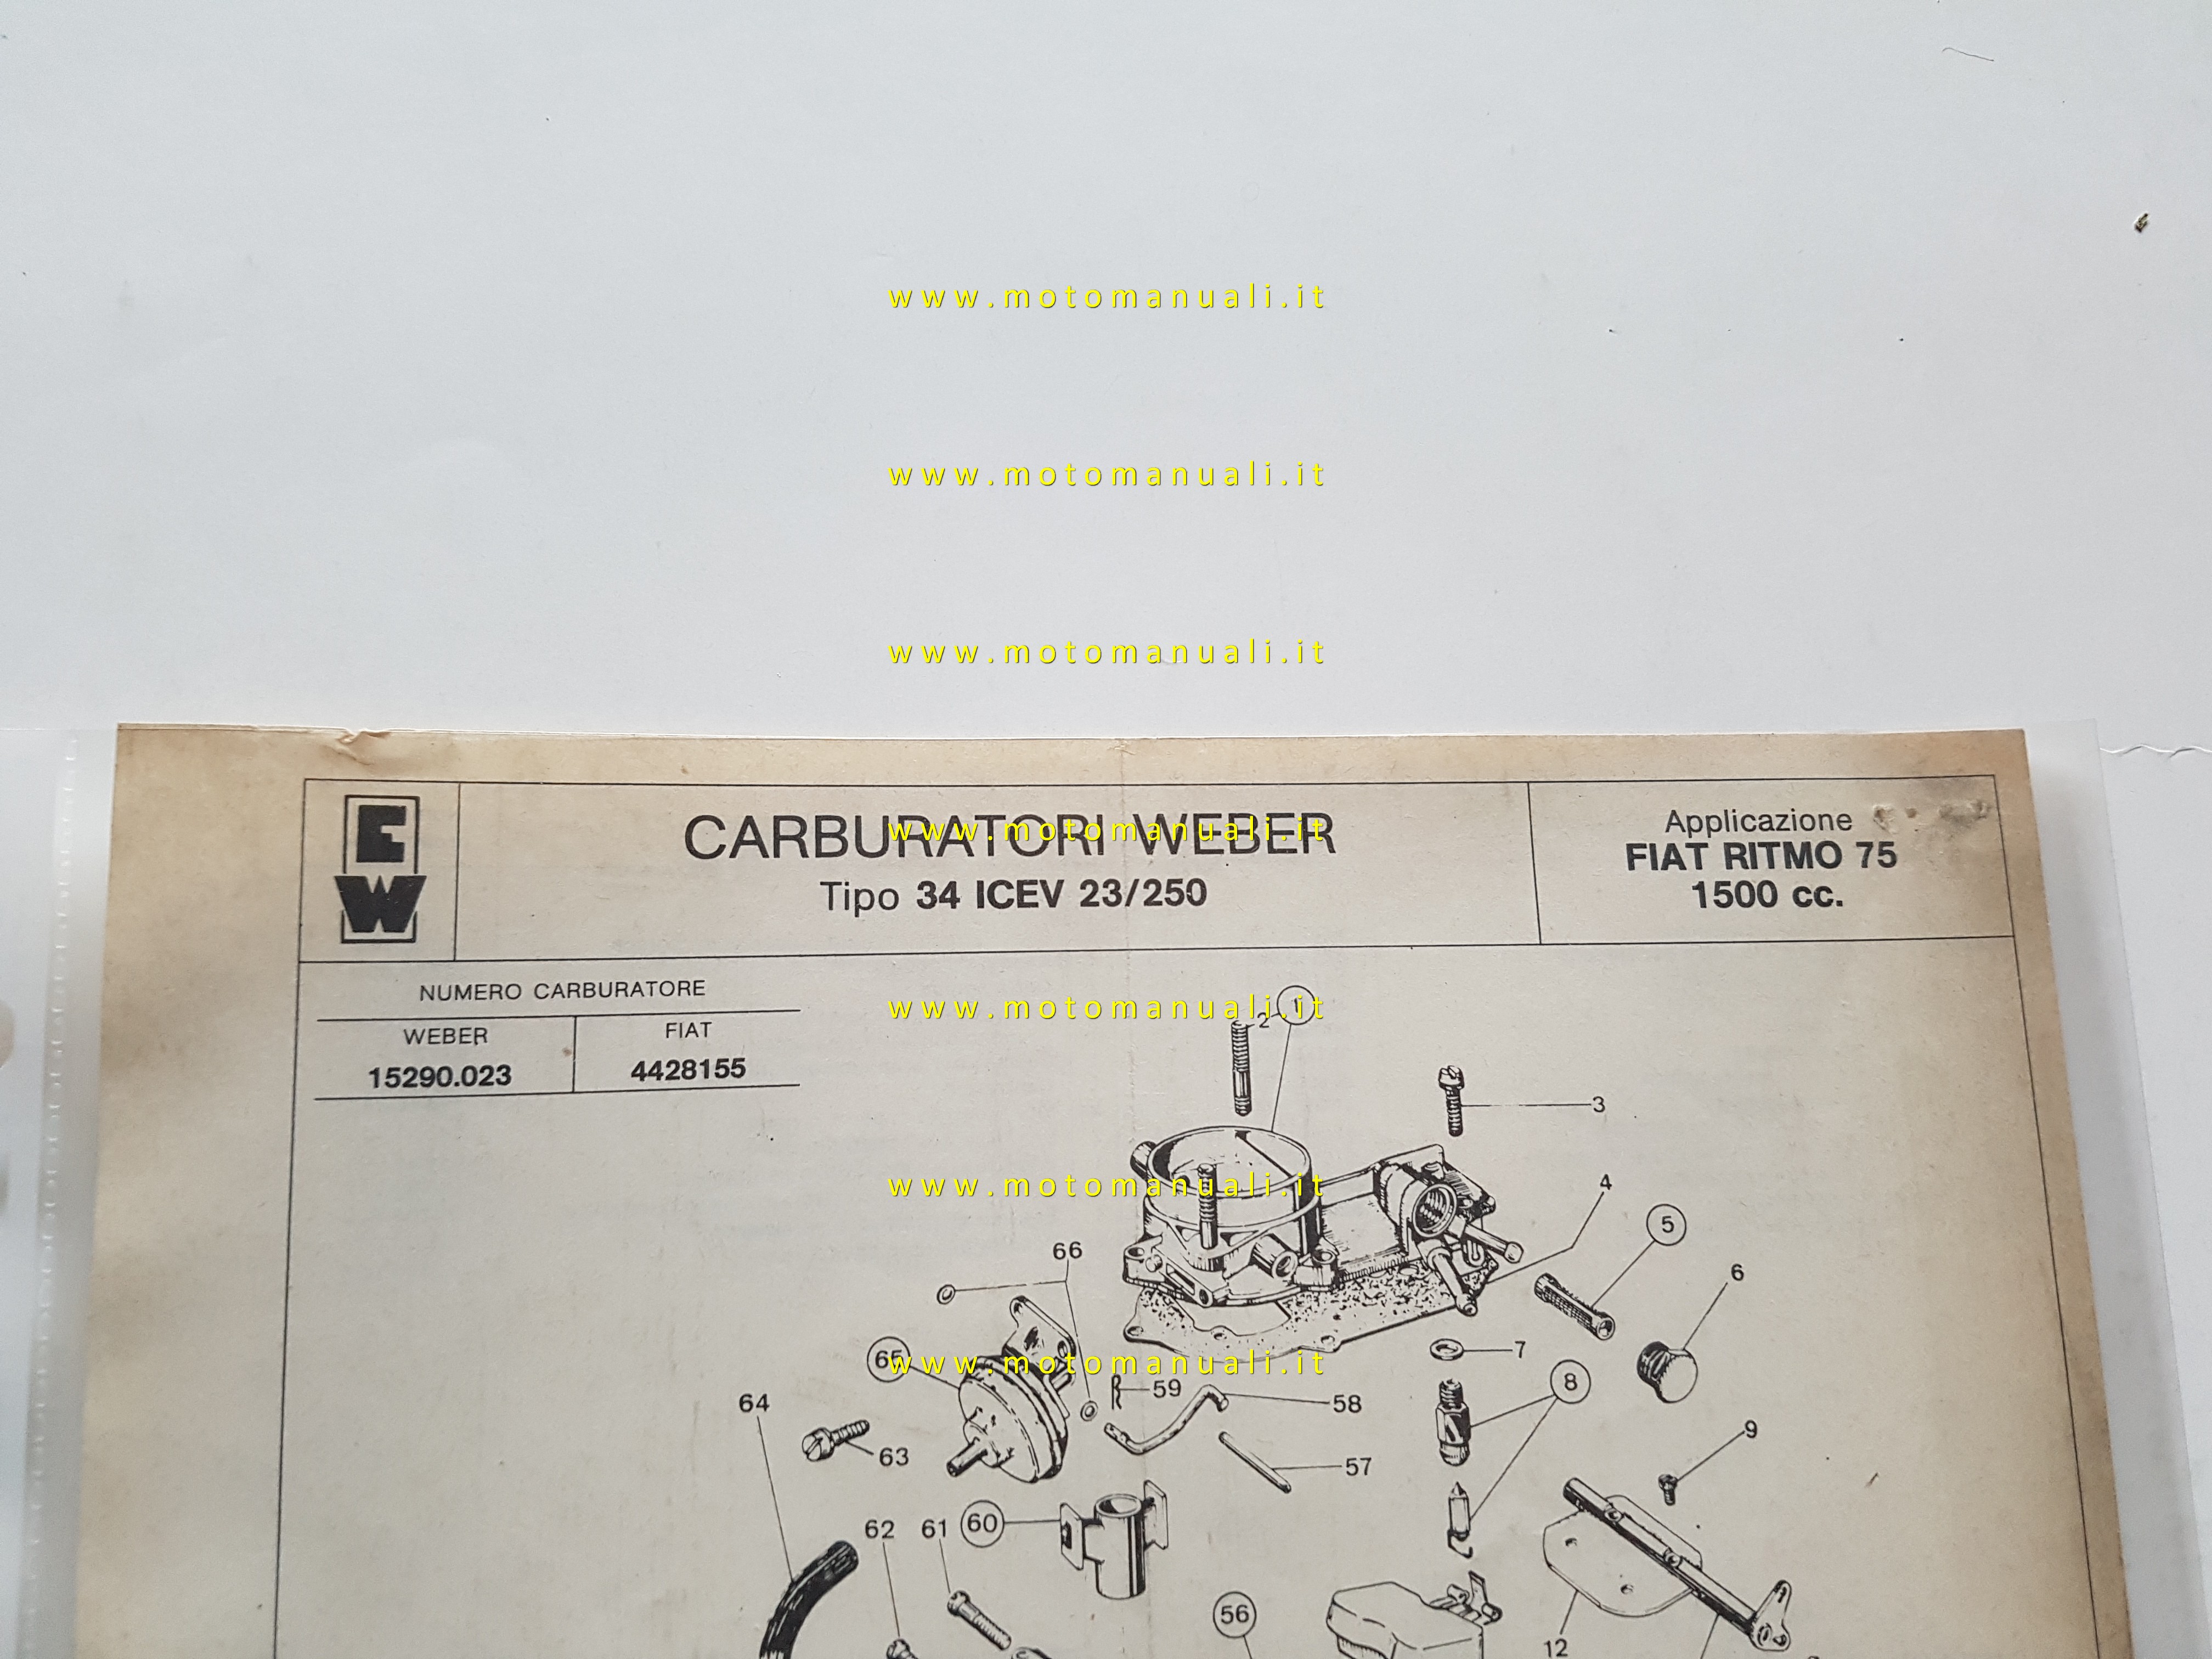 www.motomanuali.it
www.motomanuali.it
www.motomanuali.it
E
W
CARBURATORI WEBER
www.motomanuali.it
Tipo 34 ICEV 23/250
Applicazione
FIAT RITMO 75
1500 cc.
NUMERO CARBURATORE
WEBER
FIAT
15290.023
4428155
www.motomanuali.it
1
2
3
www.motomanuali.it
4
5
66
6
7
65
www.motomanuali.it
8
59
58
64
9
63
57
62
61
60
56
12